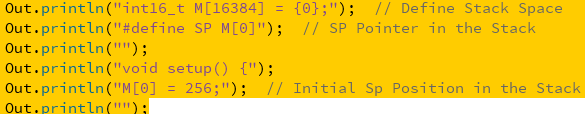 Out.println("int16_t M[16384] = {0};");  // Define Stack Space
Out.println("#define SP M[0]");  // SP Pointer in the Stack
Out.println("");
Out.println("void setup() {");
Out.println("M[0] = 256;");  // Initial Sp Position in the Stack
Out.println("");